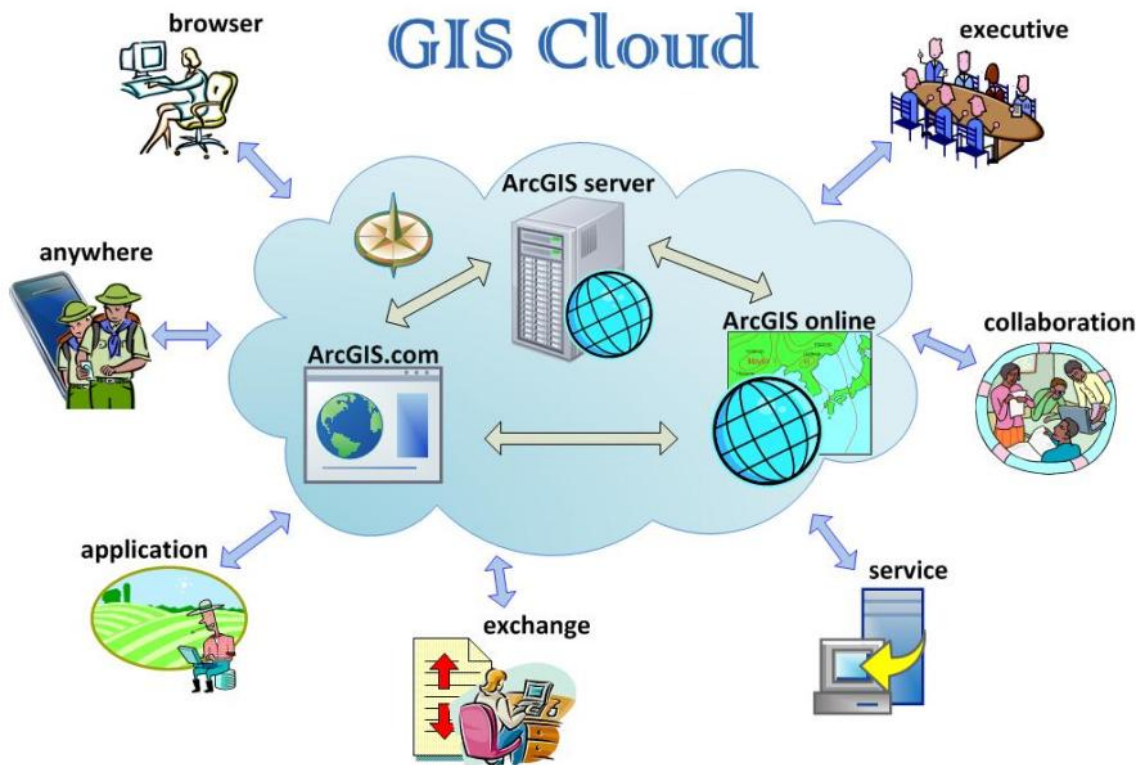 GIS Cloud
browser
executive
ArcGIS server
anywhere
ArcGIS online
collaboration
ArcGIS.com
application
service
exchange